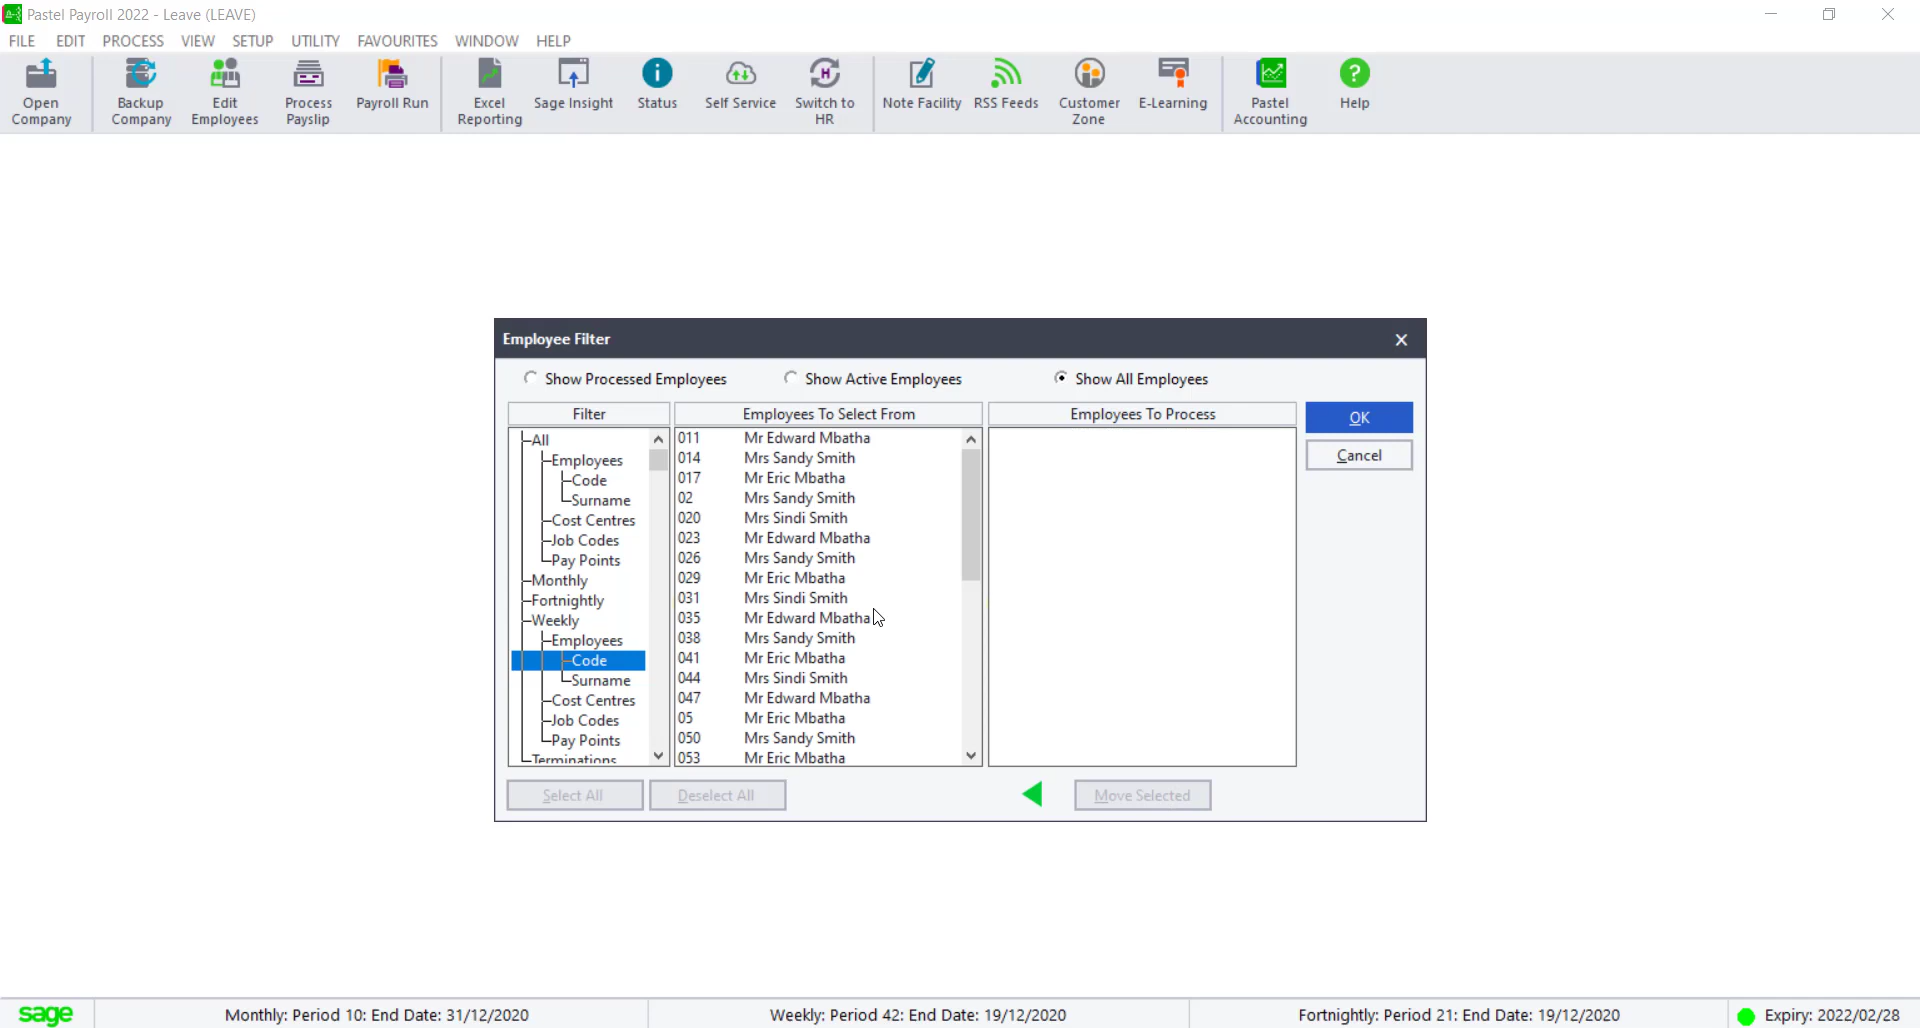 Pastel Payroll 2022 - Leave (LEAVE)
FILE EDIT PROCESS VIEW SETUP UTILITY FAVOURITES WINDOW HELP
Open Company
Backup Company
Edit Employees
Process Payslip
Payroll Run
Excel Reporting
Sage Insight
Status
Self Service
Switch to HR
Note Facility
RSS Feeds
Customer Zone
E-Learning
Pastel Accounting
Help
Employee Filter
Show Processed Employees Show Active Employees Show All Employees
Filter
All
Employees
Code
Surname
Cost Centres
Job Codes
Pay Points
Monthly
Fortnightly
Weekly
Employees
Code
Surname
Cost Centres
Job Codes
Pay Points
Terminations
Employees To Select From
011 Mr Edward Mbatha
014 Mrs Sandy Smith
017 Mr Eric Mbatha
02 Mrs Sandy Smith
020 Mrs Sindi Smith
023 Mr Edward Mbatha
026 Mrs Sandy Smith
029 Mr Eric Mbatha
031 Mrs Sindi Smith
035 Mr Edward Mbatha
038 Mrs Sandy Smith
041 Mr Eric Mbatha
044 Mrs Sindi Smith
047 Mr Edward Mbatha
05 Mr Eric Mbatha
050 Mrs Sandy Smith
053 Mr Eric Mbatha
Employees To Process
OK
Cancel
Select All Deselect All Move Selected
sage Monthly: Period 10: End Date: 31/12/2020 Weekly: Period 42: End Date: 19/12/2020 Fortnightly: Period 21: End Date: 19/12/2020 Expiry: 2022/02/28